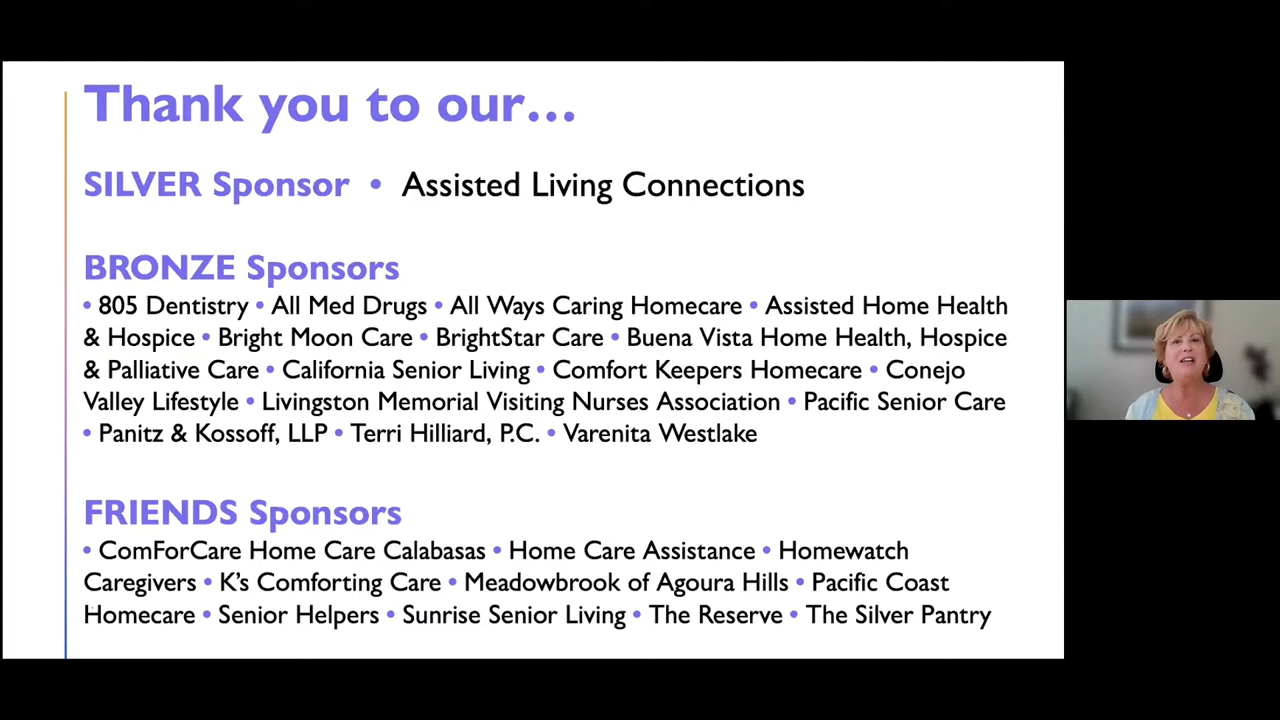 Thank you to our…
SILVER Sponsor • Assisted Living Connections
BRONZE Sponsors
• 805 Dentistry • All Med Drugs • All Ways Caring Homecare • Assisted Home Health
& Hospice • Bright Moon Care • BrightStar Care • Buena Vista Home Health, Hospice
& Palliative Care • California Senior Living • Comfort Keepers Homecare • Conejo
Valley Lifestyle • Livingston Memorial Visiting Nurses Association • Pacific Senior Care
• Panitz & Kossoff, LLP • Terri Hilliard, P.C. • Varenita Westlake
FRIENDS Sponsors
• ComForCare Home Care Calabasas • Home Care Assistance • Homewatch
Caregivers • K’s Comforting Care • Meadowbrook of Agoura Hills • Pacific Coast
Homecare • Senior Helpers • Sunrise Senior Living • The Reserve • The Silver Pantry